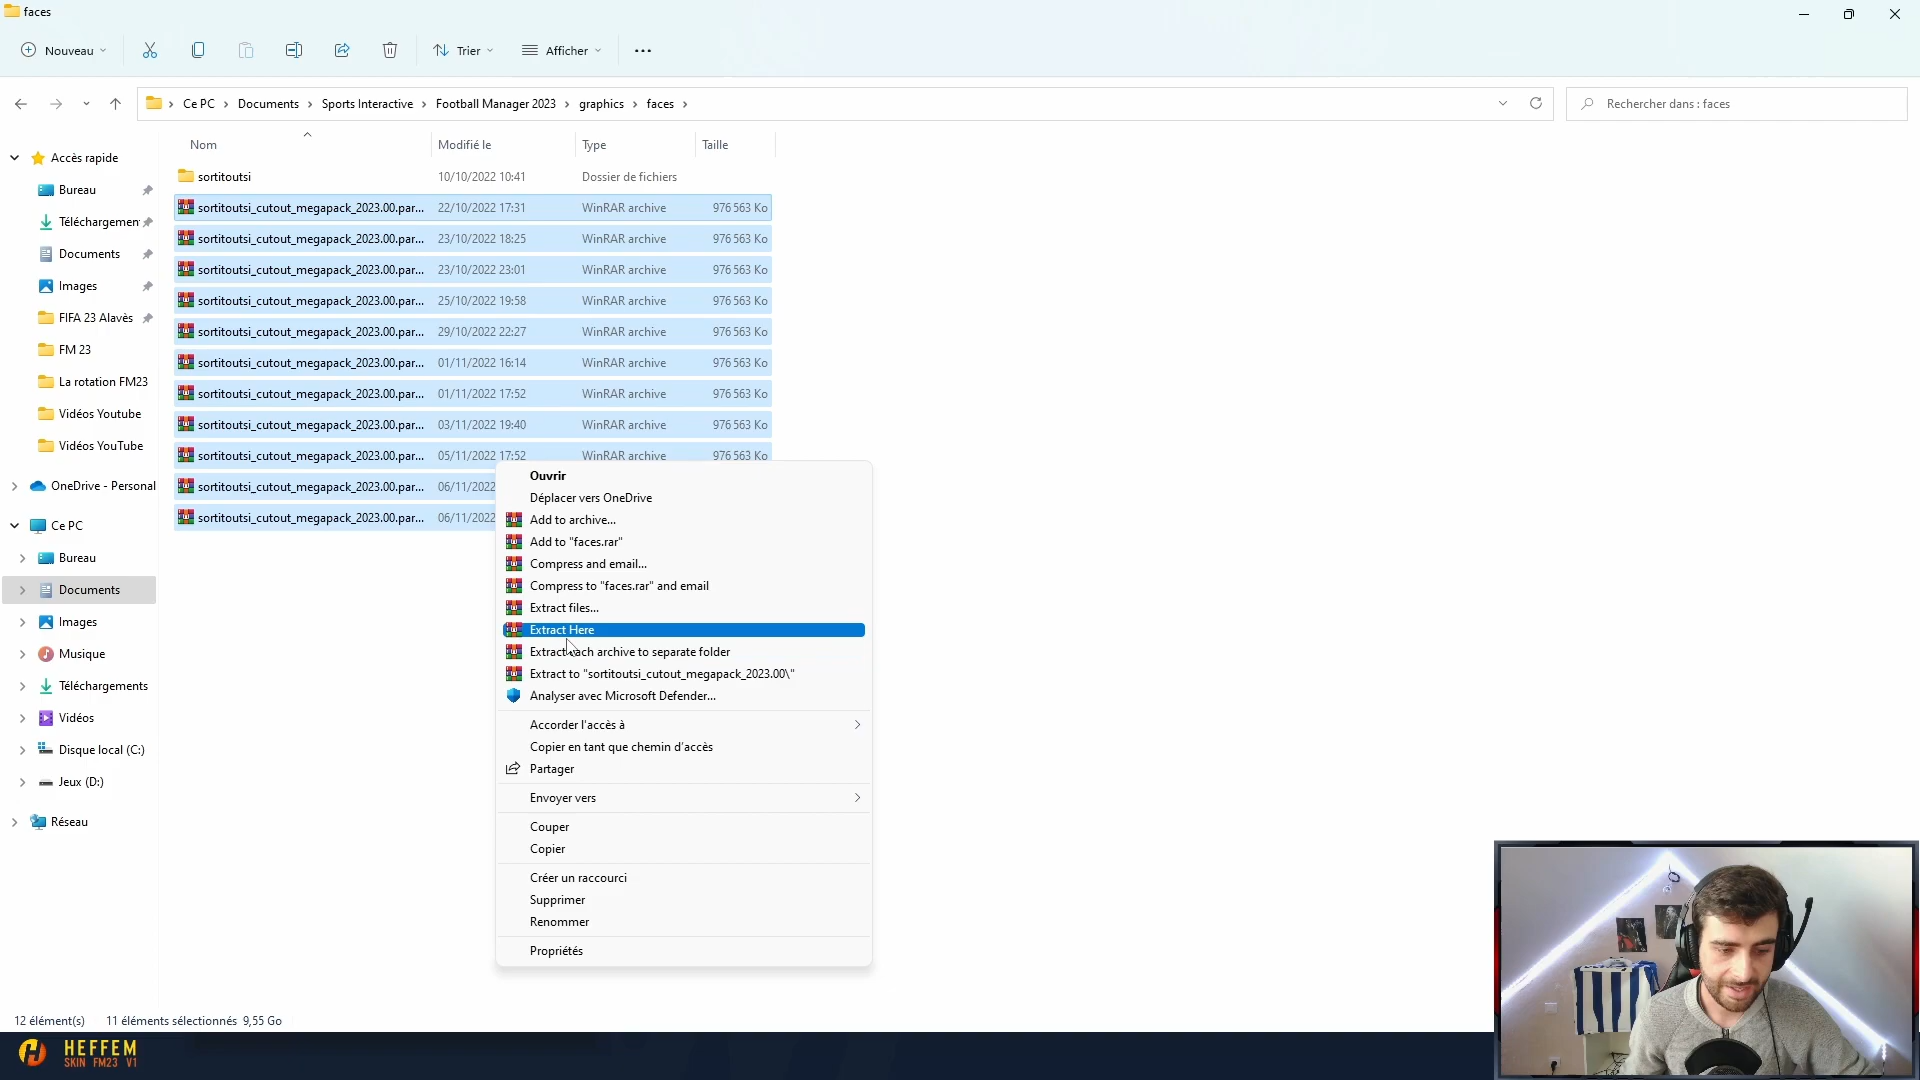 faces
Nouveau
Trier
Afficher
Ce PC
Documents
Sports Interactive
Football Manager 2023
graphics
faces
Rechercher dans : faces
Nom
Modifié le
Type
Taille
sortitoutsi
10/10/2022 10:41
Dossier de fichiers
sortitoutsi_cutout_megapack_2023.00.par...
22/10/2022 17:31
WinRAR archive
976 563 Ko
sortitoutsi_cutout_megapack_2023.00.par...
23/10/2022 18:25
WinRAR archive
976 563 Ko
sortitoutsi_cutout_megapack_2023.00.par...
23/10/2022 23:01
WinRAR archive
976 563 Ko
sortitoutsi_cutout_megapack_2023.00.par...
25/10/2022 19:58
WinRAR archive
976 563 Ko
sortitoutsi_cutout_megapack_2023.00.par...
29/10/2022 22:27
WinRAR archive
976 563 Ko
sortitoutsi_cutout_megapack_2023.00.par...
01/11/2022 16:14
WinRAR archive
976 563 Ko
sortitoutsi_cutout_megapack_2023.00.par...
01/11/2022 17:52
WinRAR archive
976 563 Ko
sortitoutsi_cutout_megapack_2023.00.par...
03/11/2022 19:40
WinRAR archive
976 563 Ko
sortitoutsi_cutout_megapack_2023.00.par...
05/11/2022 17:52
WinRAR archive
976 563 Ko
sortitoutsi_cutout_megapack_2023.00.par...
06/11/2022
sortitoutsi_cutout_megapack_2023.00.par...
06/11/2022
Accès rapide
Bureau
Téléchargemen
Documents
Images
FIFA 23 Alavès
FM 23
La rotation FM23
Vidéos Youtube
Vidéos YouTube
OneDrive - Personal
Ce PC
Bureau
Documents
Images
Musique
Téléchargements
Vidéos
Disque local (C:)
Jeux (D:)
Réseau
Ouvrir
Déplacer vers OneDrive
Add to archive...
Add to "faces.rar"
Compress and email...
Compress to "faces.rar" and email
Extract files...
Extract Here
Extract each archive to separate folder
Extract to "sortitoutsi_cutout_megapack_2023.00\"
Analyser avec Microsoft Defender...
Accorder l'accès à
Copier en tant que chemin d'accès
Partager
Envoyer vers
Couper
Copier
Créer un raccourci
Supprimer
Renommer
Propriétés
12 élément(s)
11 éléments sélectionnés 9,55 Go
HEFFEM
SKIN FM23 V1